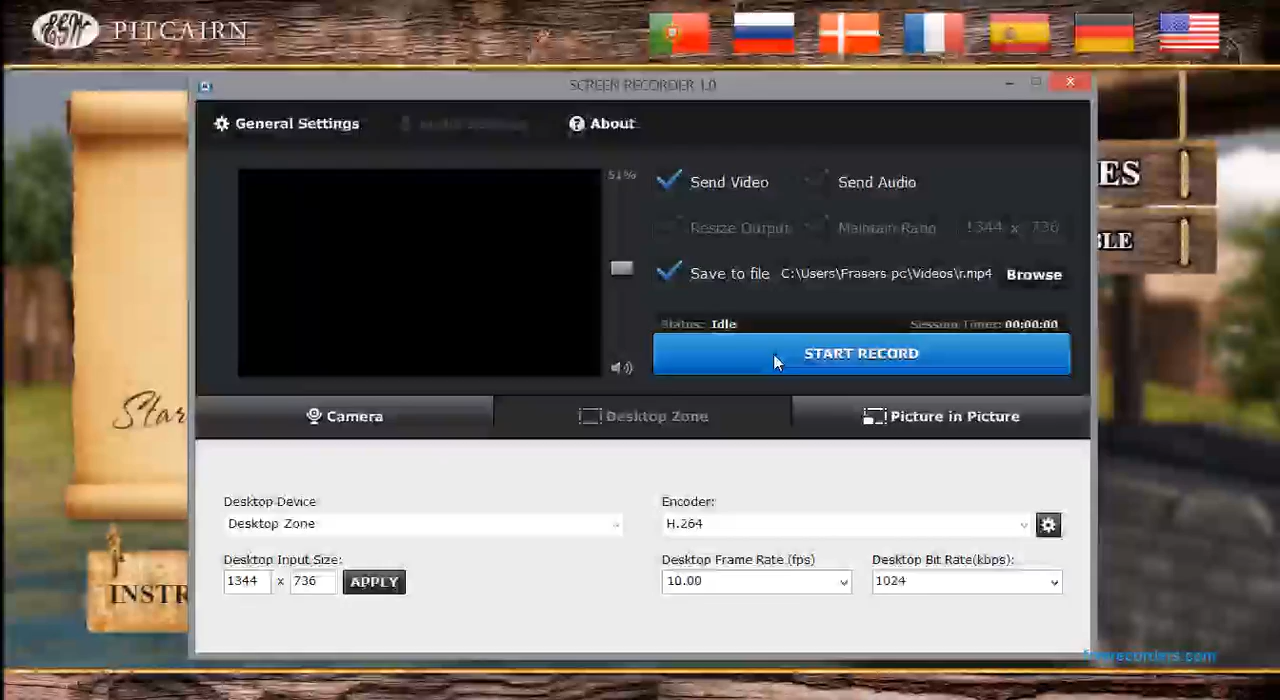 PITCAIRN
SCREEN RECORDER 1.0
General Settings
About
51%
Send Video
Send Audio
Resize Output
Maintain Ratio
1344 x 736
Save to file C:\Users\Frasers pc\Videos\r.mp4 Browse
Status: Idle
Session Timer: 00:00:00
START RECORD
Camera
Desktop Zone
Picture in Picture
Desktop Device
Desktop Zone
Encoder:
H.264
Desktop Input Size:
1344 x 736 APPLY
Desktop Frame Rate (fps)
10.00
Desktop Bit Rate(kbps):
1024
ES
BLE
Star
INSTR